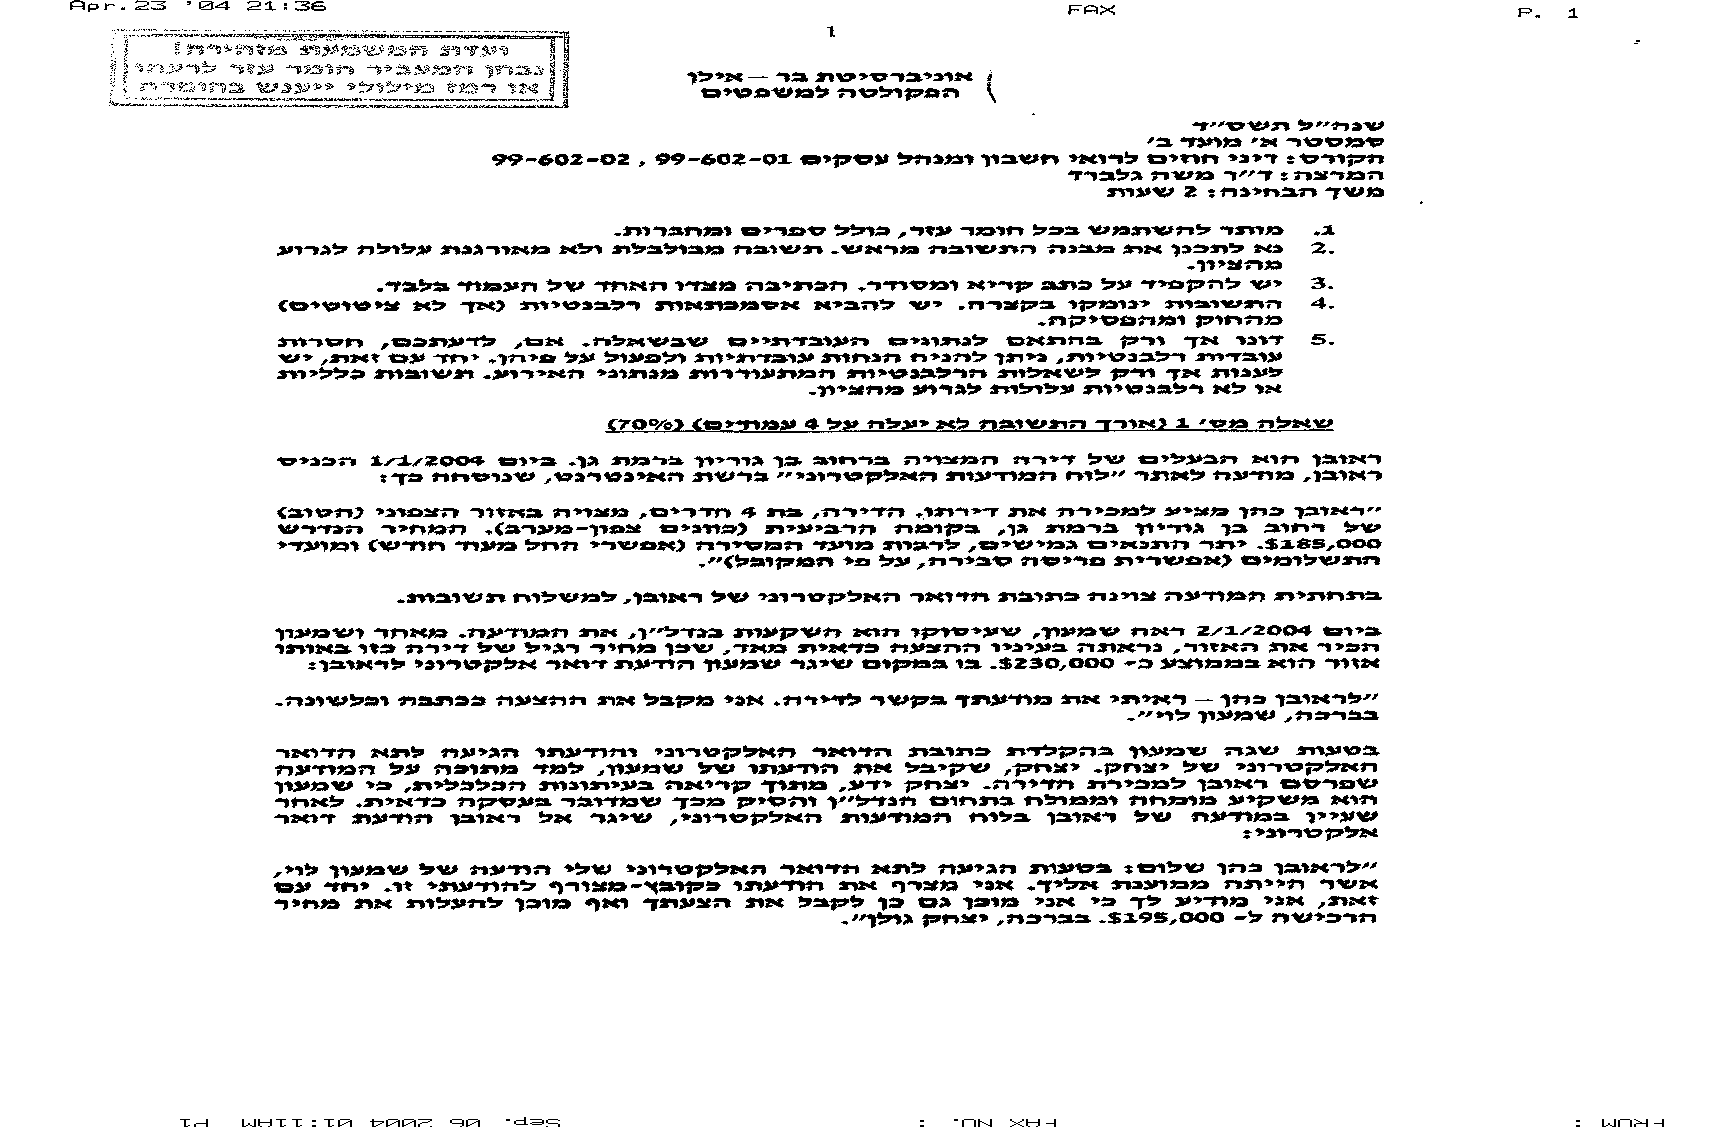 Apr.23 '04 21:36 FAX P. 1
1
ועדת המשמעת מזהירה!
נבחן המעביר חומר עזר לרעהו
או רמז מילולי ייענש בחומרה
אוניברסיטת בר – אילן
הפקולטה למשפטים
שנה"ל תשס"ד
סמסטר א' מועד ב'
הקורס: דיני חוזים לרואי חשבון ומנהל עסקים 99-602-01 , 99-602-02
המרצה: ד"ר משה גלברד
משך הבחינה: 2 שעות
1. מותר להשתמש בכל חומר עזר, כולל ספרים ומחברות.
2. נא לתכנן את מבנה התשובה מראש. תשובה מבולבלת ולא מאורגנת עלולה לגרוע
מהציון.
3. יש להקפיד על כתב קריא ומסודר. הכתיבה מצדו האחד של העמוד בלבד.
4. התשובות ינומקו בקצרה. יש להביא אסמכתאות רלבנטיות (אך לא ציטוטים)
מהחוק ומהפסיקה.
5. דונו אך ורק בהתאם לנתונים העובדתיים שבשאלה. אם, לדעתכם, חסרות
עובדות רלבנטיות, ניתן להניח הנחות עובדתיות ולפעול על פיהן. יחד עם זאת, יש
לענות אך ורק לשאלות הרלבנטיות המתעוררות מנתוני האירוע. תשובות כלליות
או לא רלבנטיות עלולות לגרוע מהציון.
שאלה מס' 1 (אורך התשובה לא יעלה על 4 עמודים) (70%)
ראובן הוא הבעלים של דירה המצויה ברחוב בן גוריון ברמת גן. ביום 1/1/2004 הכניס
ראובן, מודעה לאתר "לוח המודעות האלקטרוני" ברשת האינטרנט, שנוסחה כך:
"ראובן כהן מציע למכירה את דירתו. הדירה, בת 4 חדרים, מצויה באזור הצפוני (הטוב)
של רחוב בן גוריון ברמת גן, בקומה הרביעית (כוונים צפון-מערב). המחיר הנדרש
$185,000. יתר התנאים גמישים, לרבות מועד המסירה (אפשרי החל מעוד חודש) ומועדי
התשלומים (אפשרית פריסה סבירה, על פי המקובל)".
בתחתית המודעה צוינה כתובת הדואר האלקטרוני של ראובן, למשלוח תשובות.
ביום 2/1/2004 ראה שמעון, שעיסוקו הוא השקעות בנדל"ן, את המודעה. מאחר ושמעון
הכיר את האזור, נראתה בעיניו ההצעה כדאית מאד, שכן מחיר רגיל של דירה כזו באותו
אזור הוא בממוצע כ- $230,000. בו במקום שיגר שמעון הודעת דואר אלקטרוני לראובן:
"לראובן כהן – ראיתי את מודעתך בקשר לדירה. אני מקבל את ההצעה ככתבה וכלשונה.
בברכה, שמעון לוי".
בטעות שגה שמעון בהקלדת כתובת הדואר האלקטרוני והודעתו הגיעה לתא הדואר
האלקטרוני של יצחק. יצחק, שקיבל את הודעתו של שמעון, למד מתוכה על המודעה
שפרסם ראובן למכירת הדירה. יצחק ידע, מתוך קריאה בעיתונות הכלכלית, כי שמעון
הוא משקיע מומחה וממולח בתחום הנדל"ן והסיק מכך שמדובר בעסקה כדאית. לאחר
שעיין במודעה של ראובן בלוח המודעות האלקטרוני, שיגר אל ראובן הודעת דואר
אלקטרוני:
"לראובן כהן שלום: בטעות הגיעה לתא הדואר האלקטרוני שלי הודעה של שמעון לוי,
אשר הייתה ממוענת אליך. אני מצרף את הודעתו כקובץ-מצורף להודעתי זו. יחד עם
זאת, אני מודיע לך כי אני מוכן גם כן לקבל את הצעתך ואף מוכן להעלות את מחיר
הרכישה ל- $195,000. בברכה, יצחק גולן".
FROM : FAX NO. : Sep. 06 2004 01:11AM P1